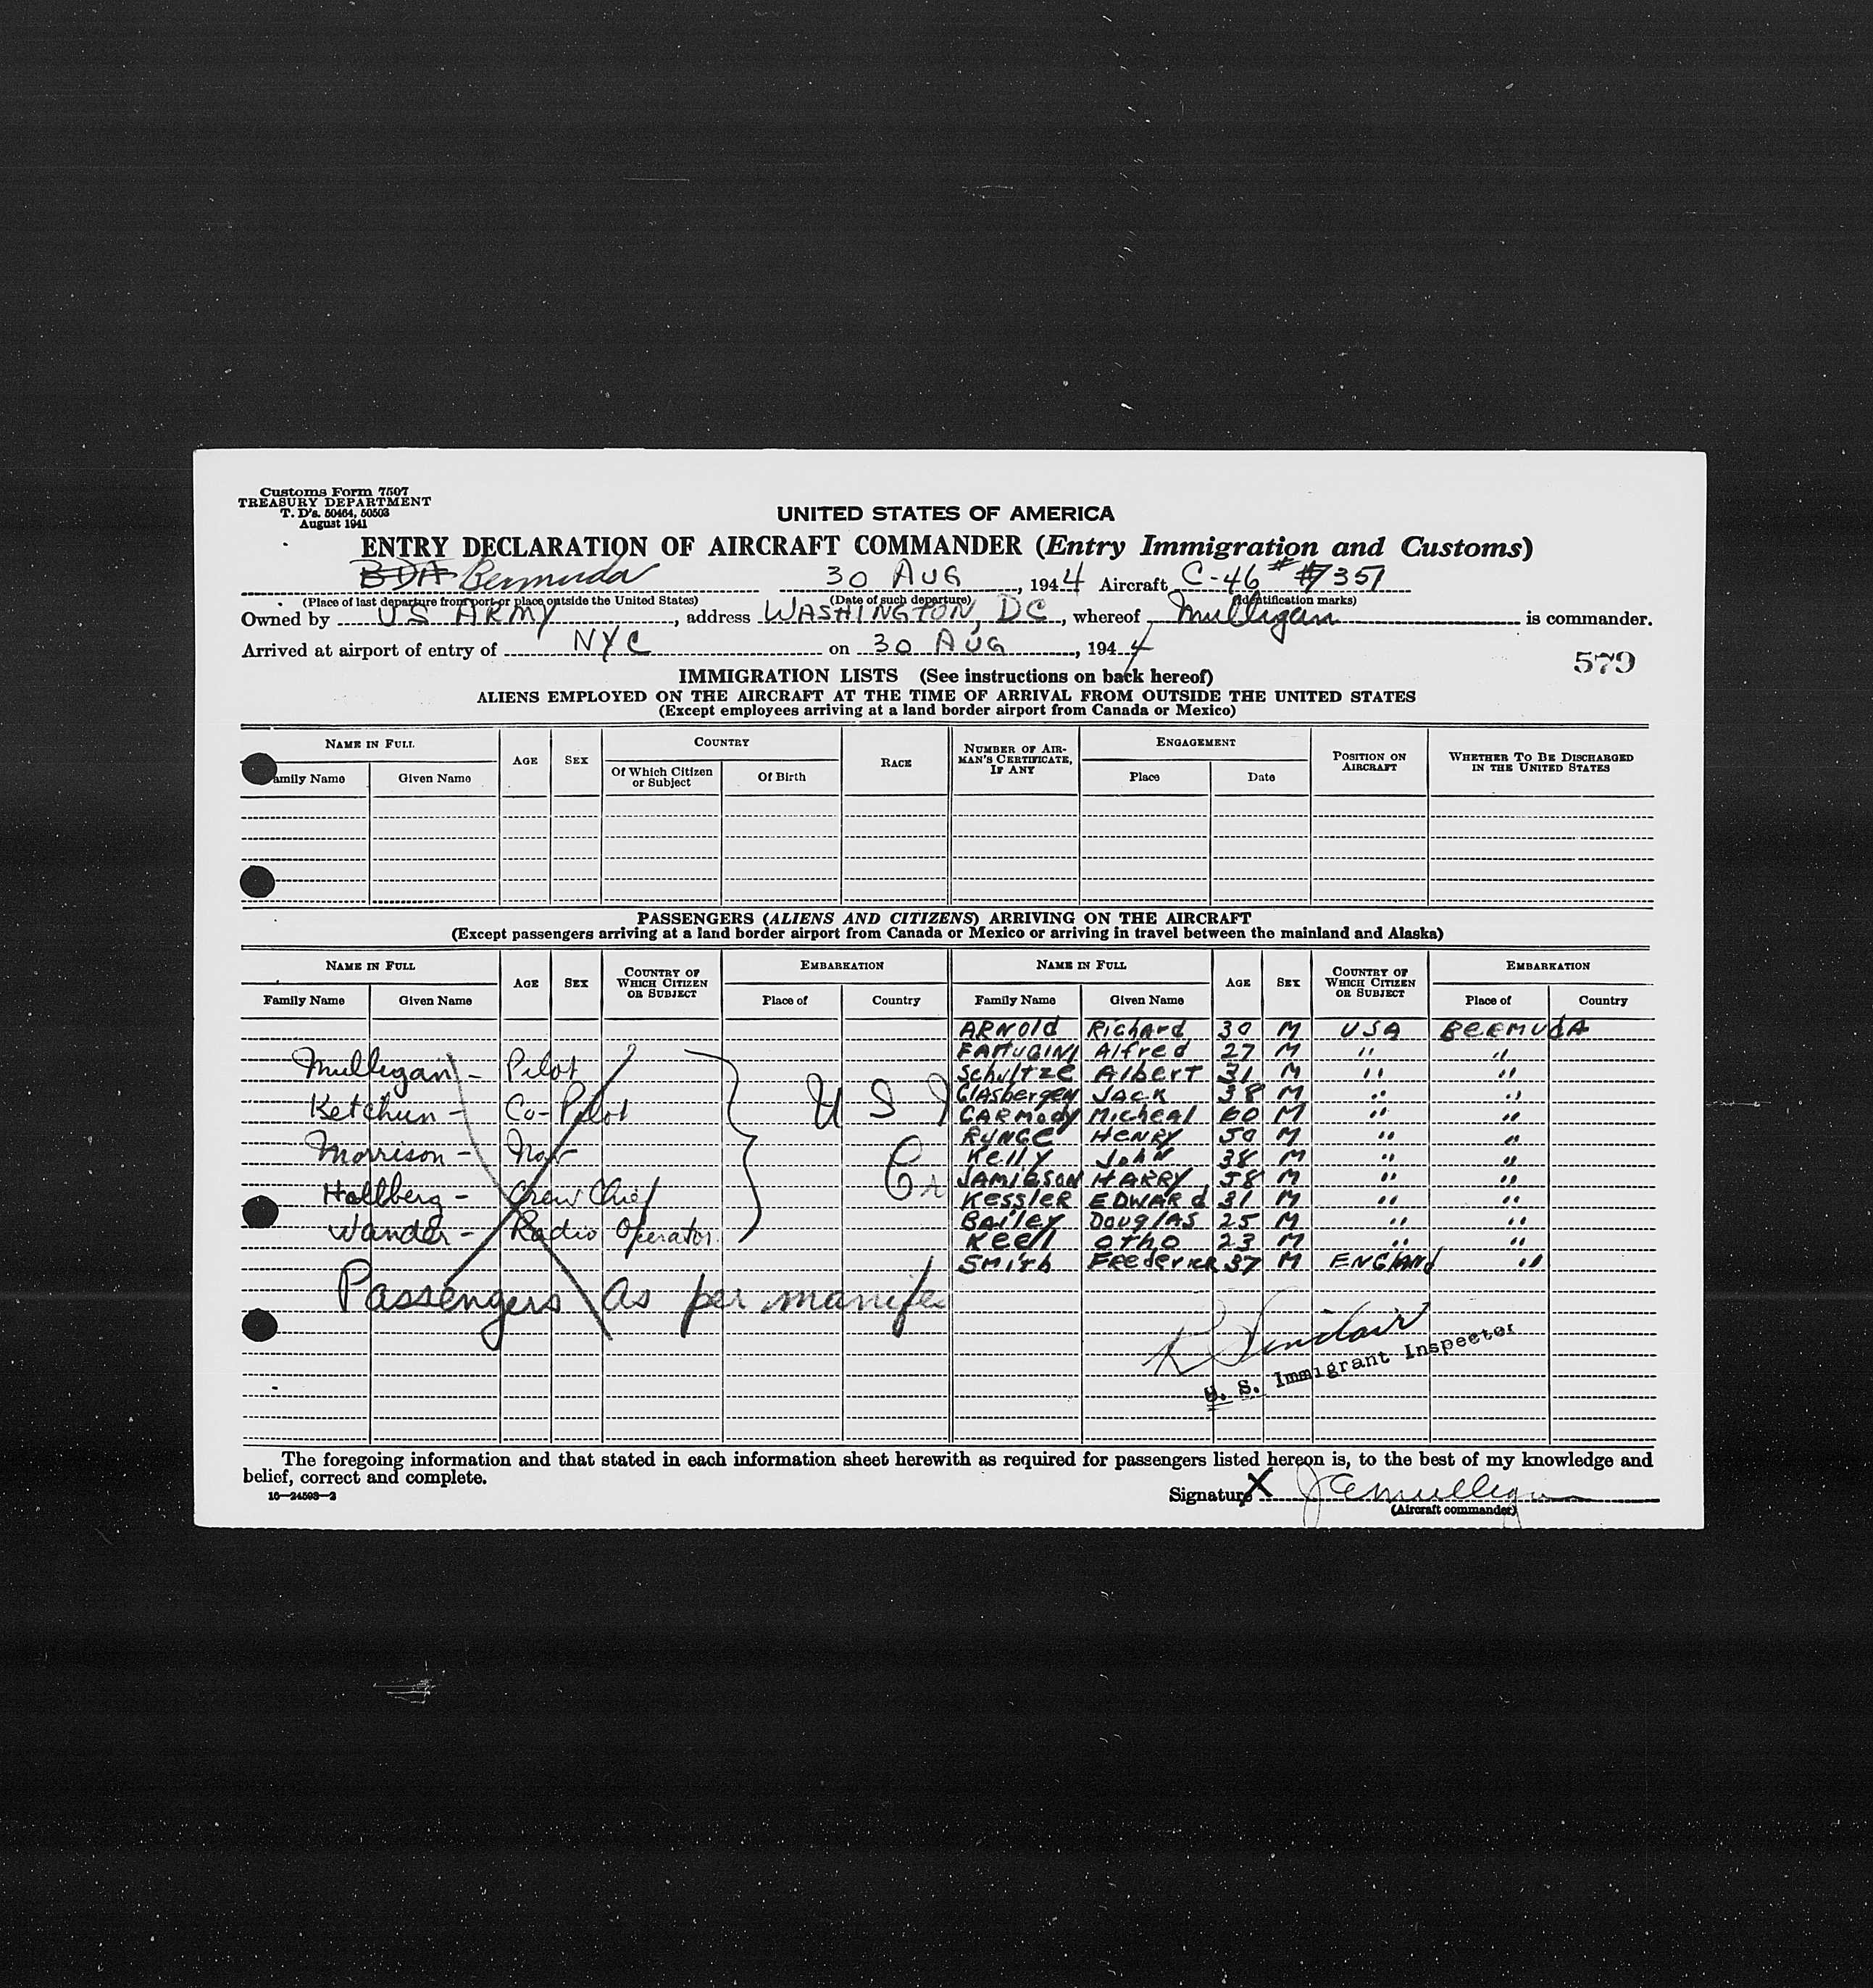 Customs Form 7507
TREASURY DEPARTMENT
T. D's. 50464, 50503
August 1941
UNITED STATES OF AMERICA
ENTRY DECLARATION OF AIRCRAFT COMMANDER (Entry Immigration and Customs)
BDA Bermuda 30 AUG, 1944 Aircraft C-46 # 7351
(Place of last departure from port or place outside the United States) (Date of such departure) (Identification marks)
Owned by US ARMY, address WASHINGTON, DC, whereof Mulligan is commander.
Arrived at airport of entry of NYC on 30 AUG, 1944
579
IMMIGRATION LISTS (See instructions on back hereof)
ALIENS EMPLOYED ON THE AIRCRAFT AT THE TIME OF ARRIVAL FROM OUTSIDE THE UNITED STATES
(Except employees arriving at a land border airport from Canada or Mexico)
NAME IN FULL AGE SEX COUNTRY RACE NUMBER OF AIRMAN'S CERTIFICATE, IF ANY ENGAGEMENT POSITION ON AIRCRAFT WHETHER TO BE DISCHARGED IN THE UNITED STATES
amily Name Given Name Of Which Citizen or Subject Of Birth Place Date
PASSENGERS (ALIENS AND CITIZENS) ARRIVING ON THE AIRCRAFT
(Except passengers arriving at a land border airport from Canada or Mexico or arriving in travel between the mainland and Alaska)
NAME IN FULL AGE SEX COUNTRY OF WHICH CITIZEN OR SUBJECT EMBARKATION NAME IN FULL AGE SEX COUNTRY OF WHICH CITIZEN OR SUBJECT EMBARKATION
Family Name Given Name Place of Country Family Name Given Name Place of Country
Mulligan - Pilot
Ketchun - Co-Pilot
Morrison - Nav
Hallberg - Crew Chief
Wander - Radio Operator
U S
Passengers as per manife
ARNOld Richard 30 M USA BERMUDA
Alfred 27 M " "
Schultze Albert 31 M " "
Glasbergen JACK 38 M " "
CARMody Micheal 60 M " "
RUNGE HENRY 50 M " "
Kelly JohN 38 M " "
JAMIESON HARRY 58 M " "
KessleR EDWARd 31 M " "
BAiley DouglAS 25 M " "
Keell OthO 23 M " "
Smith Frederick 37 M ENGlANd "
R Sinclair
U. S. Immigrant Inspector
The foregoing information and that stated in each information sheet herewith as required for passengers listed hereon is, to the best of my knowledge and
belief, correct and complete.
16—24593—2
Signature X J C Mulligan
(Aircraft commander)